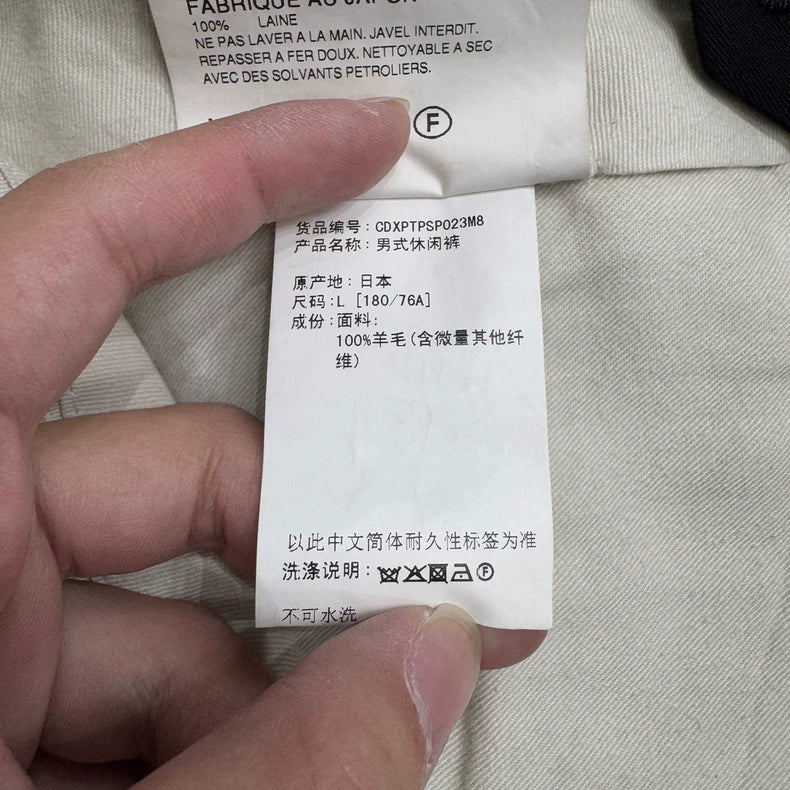 FABRIQUE AU JAPON
100% LAINE
NE PAS LAVER A LA MAIN. JAVEL INTERDIT.
REPASSER A FER DOUX. NETTOYABLE A SEC
AVEC DES SOLVANTS PETROLIERS.
F
货品编号: CDXPTPSP023M8
产品名称: 男式休闲裤
原产地: 日本
尺码: L [180/76A]
成份: 面料:
100%羊毛(含微量其他纤
维)
以此中文简体耐久性标签为准
洗涤说明: F
不可水洗